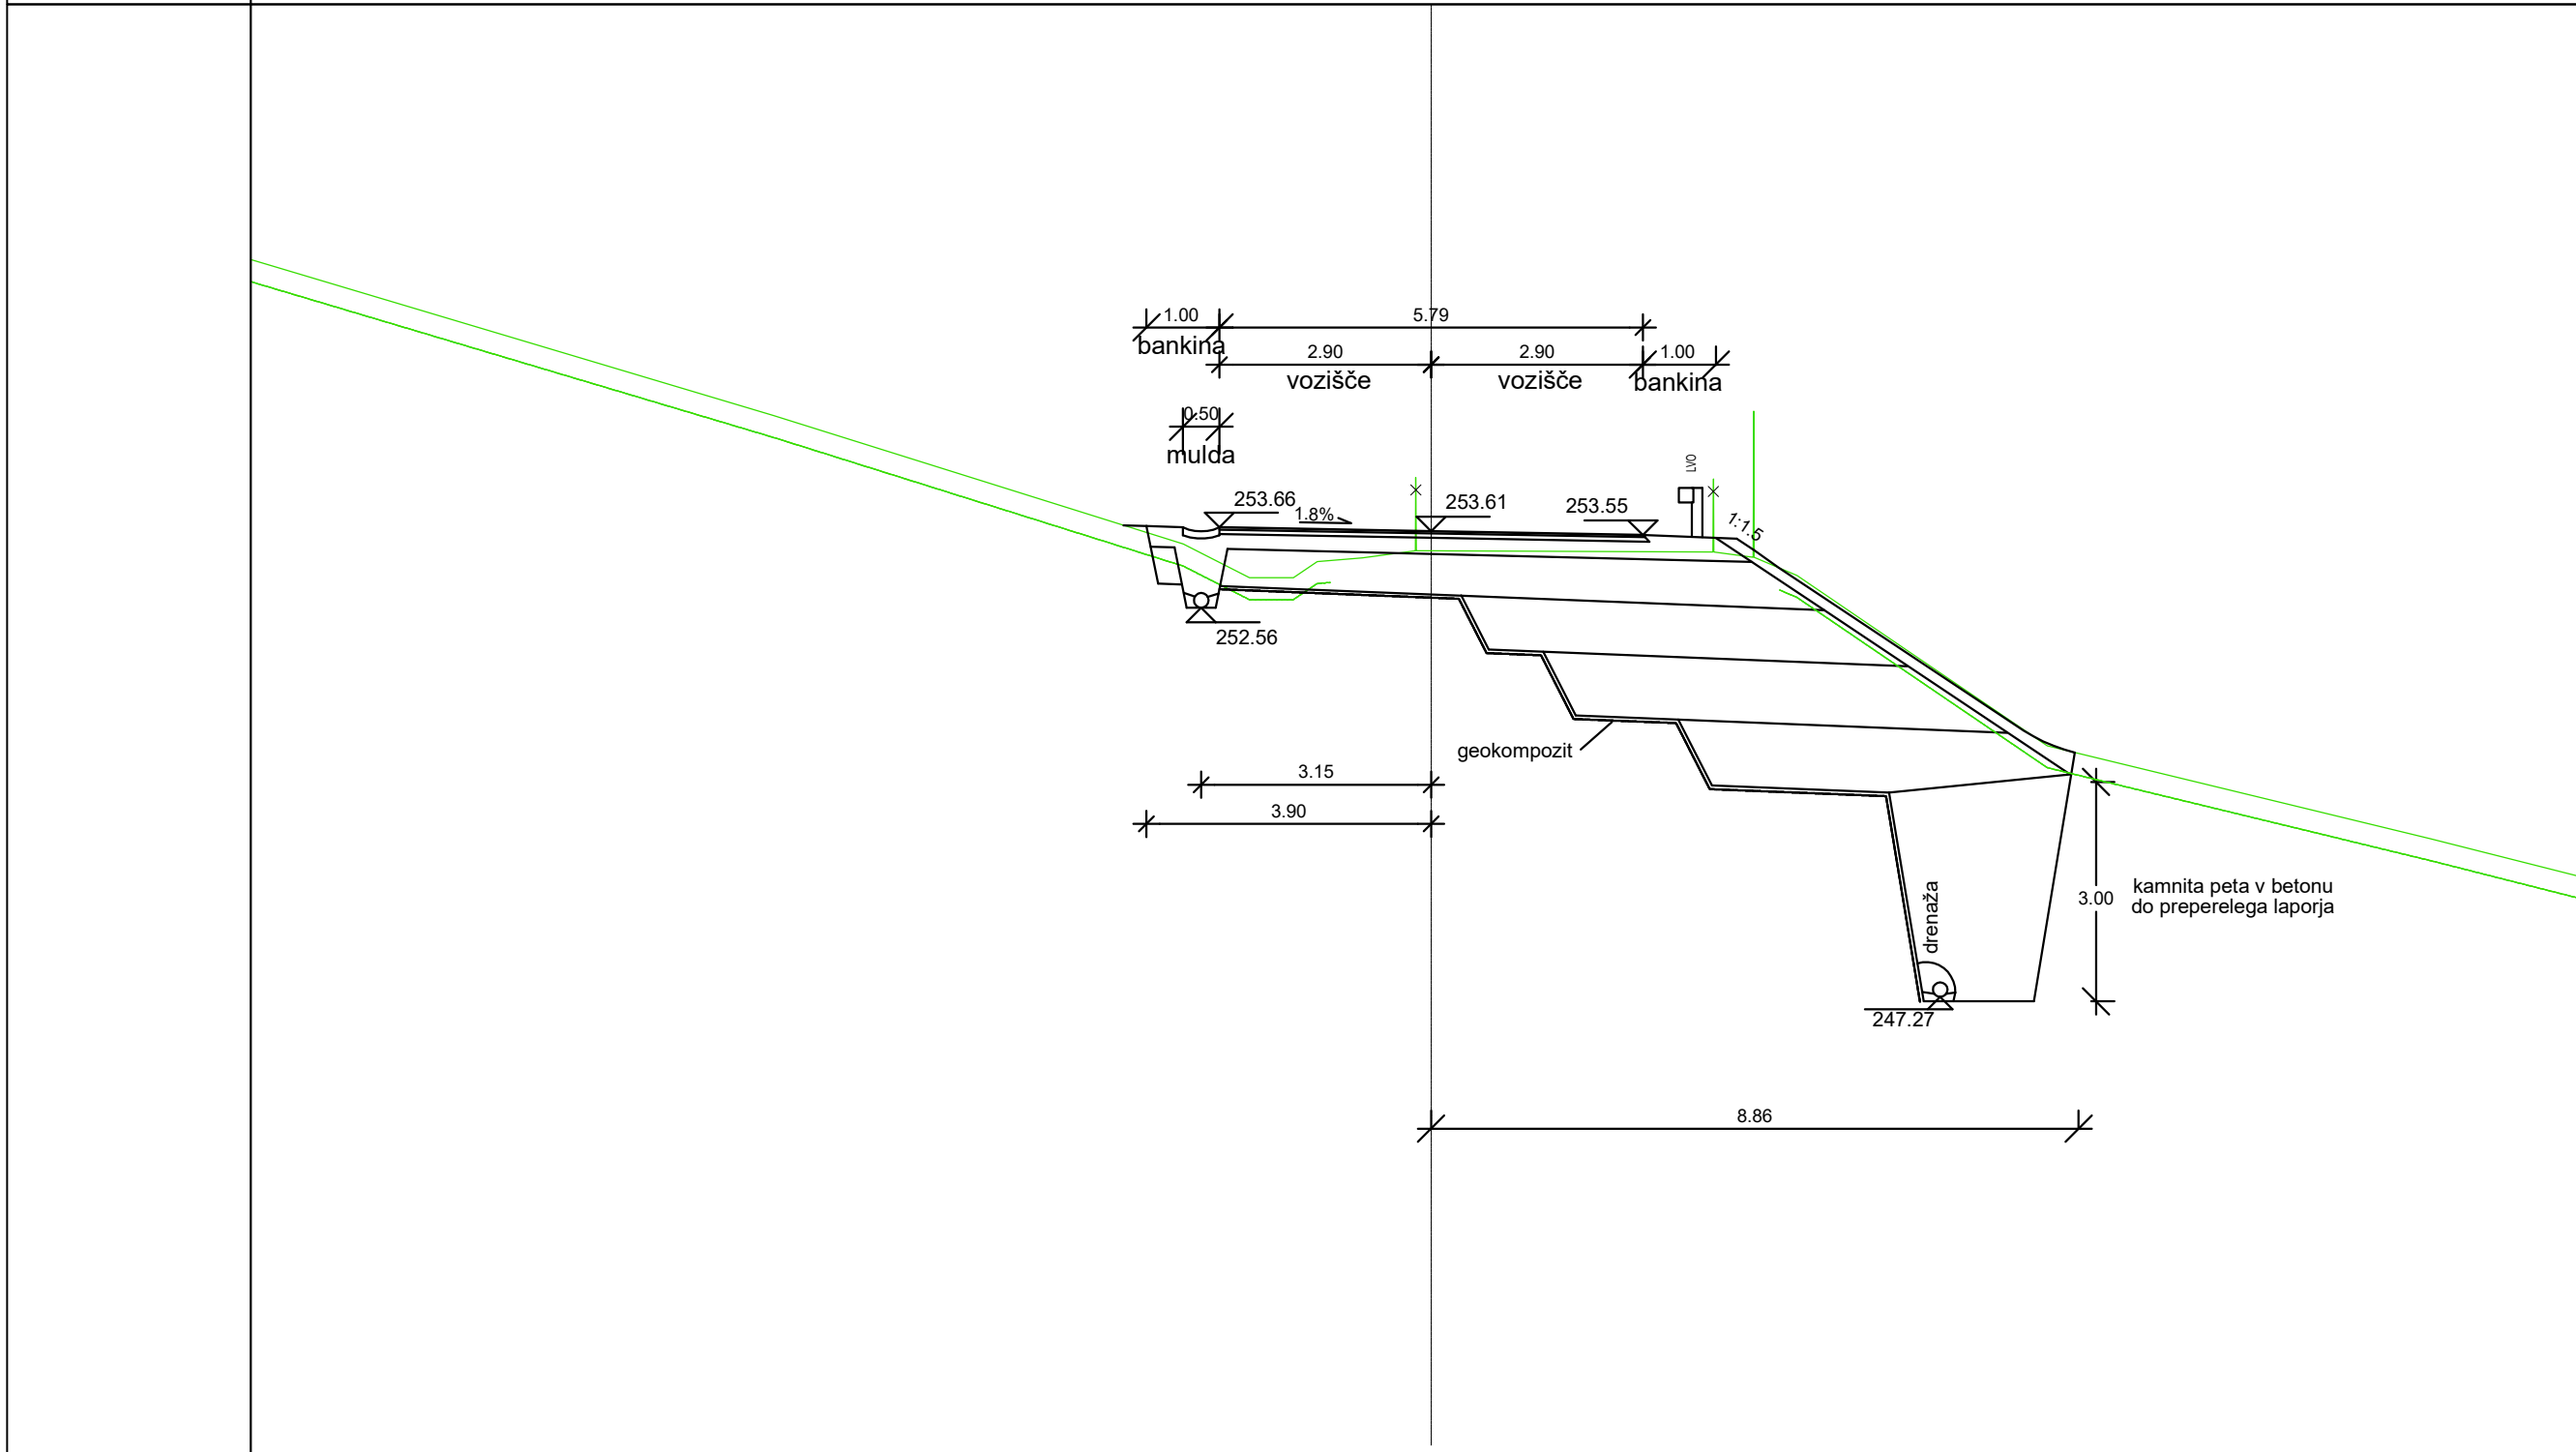 1.00
5.79
bankina
2.90
2.90
1.00
vozišče
vozišče
bankina
0.50
mulda
LVO
253.66
1.8%
253.61
253.55
1:1.5
252.56
geokompozit
3.15
3.90
drenaža
3.00
kamnita peta v betonu
do preperelega laporja
247.27
8.86